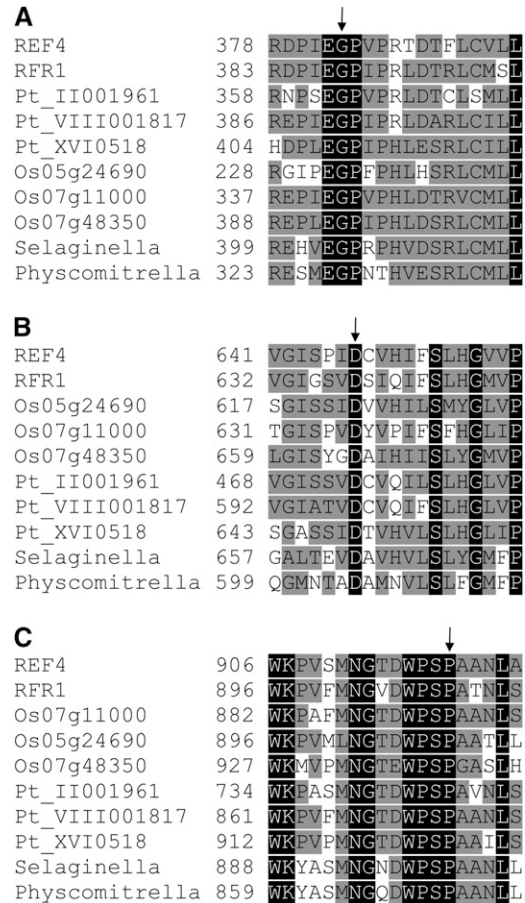 A
REF4 378 RDPIEGPVPRTDTFLCVLL
RFR1 383 RDPIEGPIPRLDTRLCMSL
Pt_II001961 358 RNPSEGPVPRLDTCLSMLL
Pt_VIII001817 386 REPIEGPIPRLDARLCILL
Pt_XVI0518 404 HDPLEGPIPHLESRLCILL
Os05g24690 228 RGIPEGPFPHLHSRLCMLL
Os07g11000 337 REPIEGPVPHLDTRVCMLL
Os07g48350 388 REPLEGPIPHLDSRLCMLL
Selaginella 399 REHVEGPRPHVDSRLCMLL
Physcomitrella 323 RESMEGPNTHVESRLCMLL
B
REF4 641 VGISPIDCVHIFSLHGVVP
RFR1 632 VGIGSVDSIQIFSLHGMVP
Os05g24690 617 SGISSIDVVHILSMYGLVP
Os07g11000 631 TGISPVDYVPIFSFHGLIP
Os07g48350 659 LGISYGDAIHIISLYGMVP
Pt_II001961 468 VGISSVDCVQILSLHGVVP
Pt_VIII001817 592 VGIATVDCVQIFSLHGVVP
Pt_XVI0518 643 SGASSIDTVHVLSLHGLIP
Selaginella 657 GALTEVDAVHVLSLYGMFP
Physcomitrella 599 QGMNTADAMNVLSLFGMFP
C
REF4 906 WKPVSMNGTDWPSPAANLA
RFR1 896 WKPVFMNGVDWPSPATNLS
Os07g11000 882 WKPAFMNGTDWPSPAANLS
Os05g24690 896 WKPVMLNGTDWPSPAATLL
Os07g48350 927 WKMVPMNGTEWPSPGASLH
Pt_II001961 734 WKPASMNGTDWPSPAVNLS
Pt_VIII001817 861 WKPVFMNGTDWPSPAANLS
Pt_XVI0518 912 WKPVPMNGTDWPSPAAILS
Selaginella 888 WKYASMNGNDWPSPAANLL
Physcomitrella 859 WKYASMNGQDWPSPAANLL